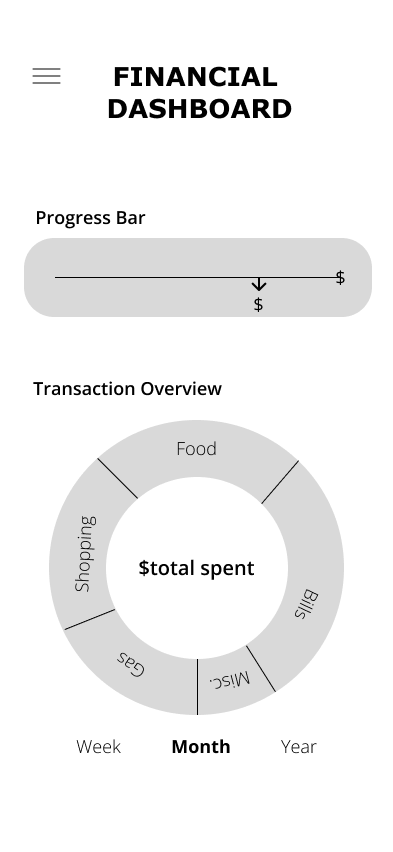 FINANCIAL
DASHBOARD
Progress Bar
$
$
Transaction Overview
Food
Shopping
Bills
$total spent
Gas
Misc.
Week Month Year